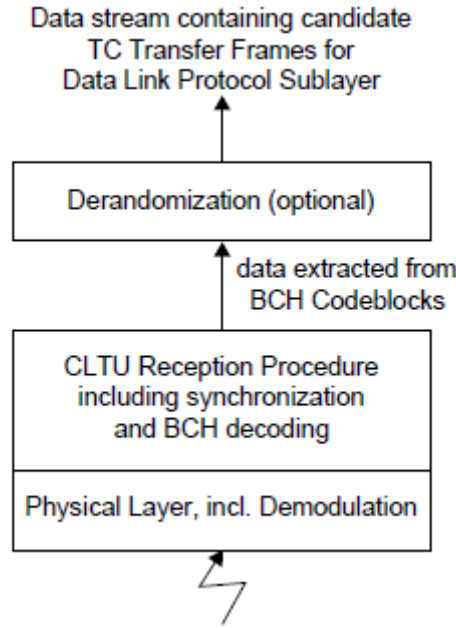 Data stream containing candidate
TC Transfer Frames for
Data Link Protocol Sublayer
Derandomization (optional)
data extracted from
BCH Codeblocks
CLTU Reception Procedure
including synchronization
and BCH decoding
Physical Layer, incl. Demodulation